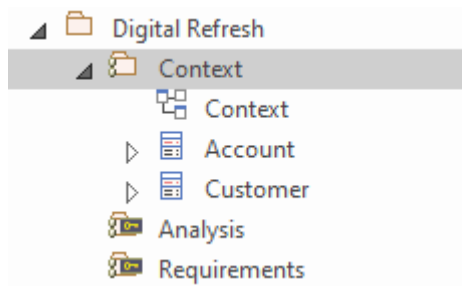 Digital Refresh
Context
Context
Account
Customer
Analysis
Requirements